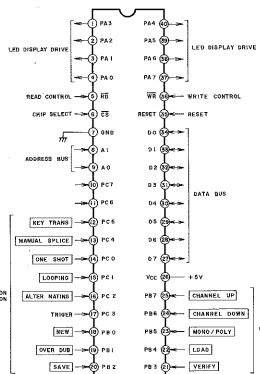 1 PA3 PA4 40
2 PA2 PA5 39
LED DISPLAY DRIVE LED DISPLAY DRIVE
3 PA1 PA6 38
4 PA0 PA7 37
READ CONTROL 5 RD WR 36 WRITE CONTROL
CHIP SELECT 6 CS RESET 35 RESET
7 GND D0 34
8 A1 D1 33
ADDRESS BUS
9 A0 D2 32
10 PC7 D3 31
DATA BUS
11 PC6 D4 30
KEY TRANS 12 PC5 D5 29
MANUAL SPLICE 13 PC4 D6 28
ONE SHOT 14 PC0 D7 27
LOOPING 15 PC1 VCC 26 +5V
ALTER NATING 16 PC2 PB7 25 CHANNEL UP
ON
TRIGER 17 PC3 PB6 24 CHANNEL DOWN
NEW 18 PB0 PB5 23 MONO/POLY
OVER DUB 19 PB1 PB4 22 LOAD
SAVE 20 PB2 PB3 21 VERIFY